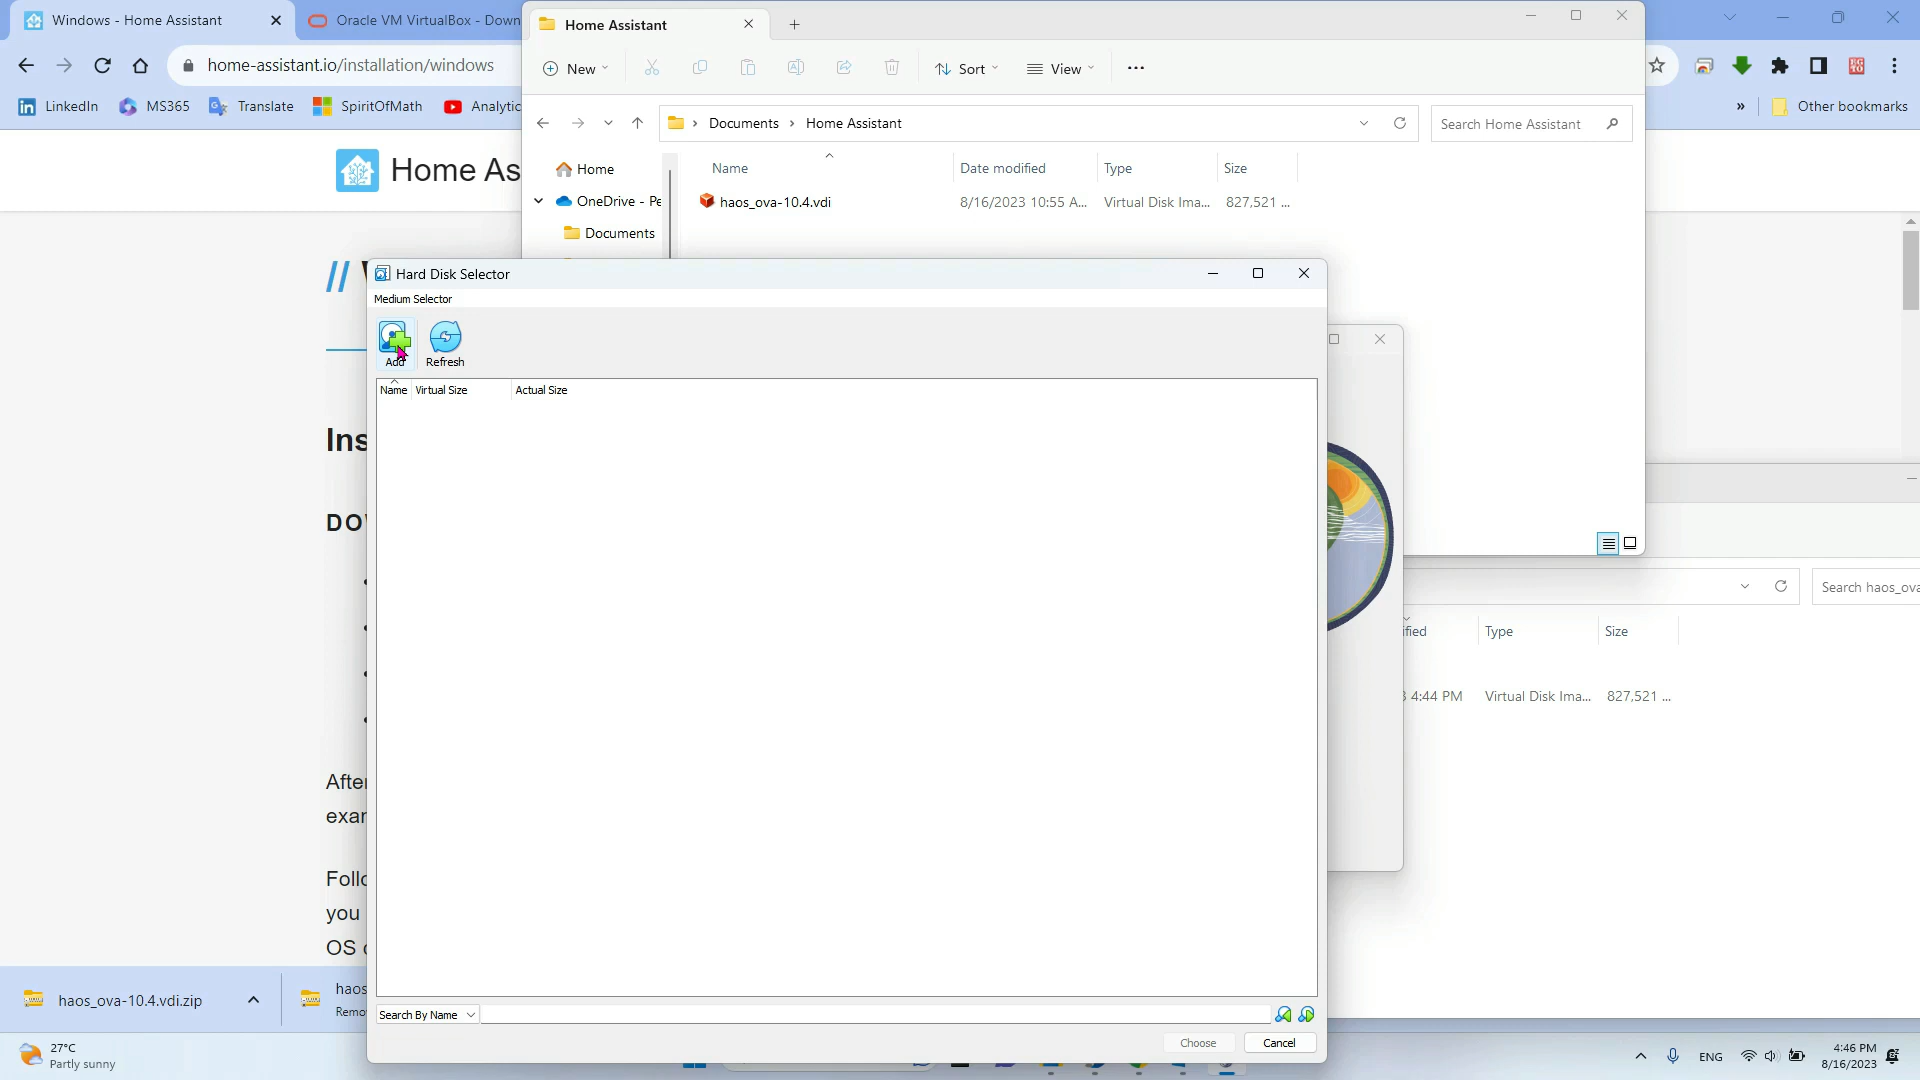 Windows - Home Assistant
Oracle VM VirtualBox - Down
Home Assistant
home-assistant.io/installation/windows
New
Sort
View
LinkedIn
MS365
Translate
SpiritOfMath
Analytic
»
Other bookmarks
Documents
Home Assistant
Search Home Assistant
Home As
Home
Name
Date modified
Type
Size
OneDrive - Pe
haos_ova-10.4.vdi
8/16/2023 10:55 A...
Virtual Disk Ima...
827,521 ...
Documents
//
Hard Disk Selector
Medium Selector
Add
Refresh
Name
Virtual Size
Actual Size
Ins
DO
Search haos_ova
ified
Type
Size
4:44 PM
Virtual Disk Ima...
827,521 ...
After
exar
Follo
you
OS
haos_ova-10.4.vdi.zip
haos
Remo
Search By Name
Choose
Cancel
27°C
Partly sunny
ENG
4:46 PM
8/16/2023